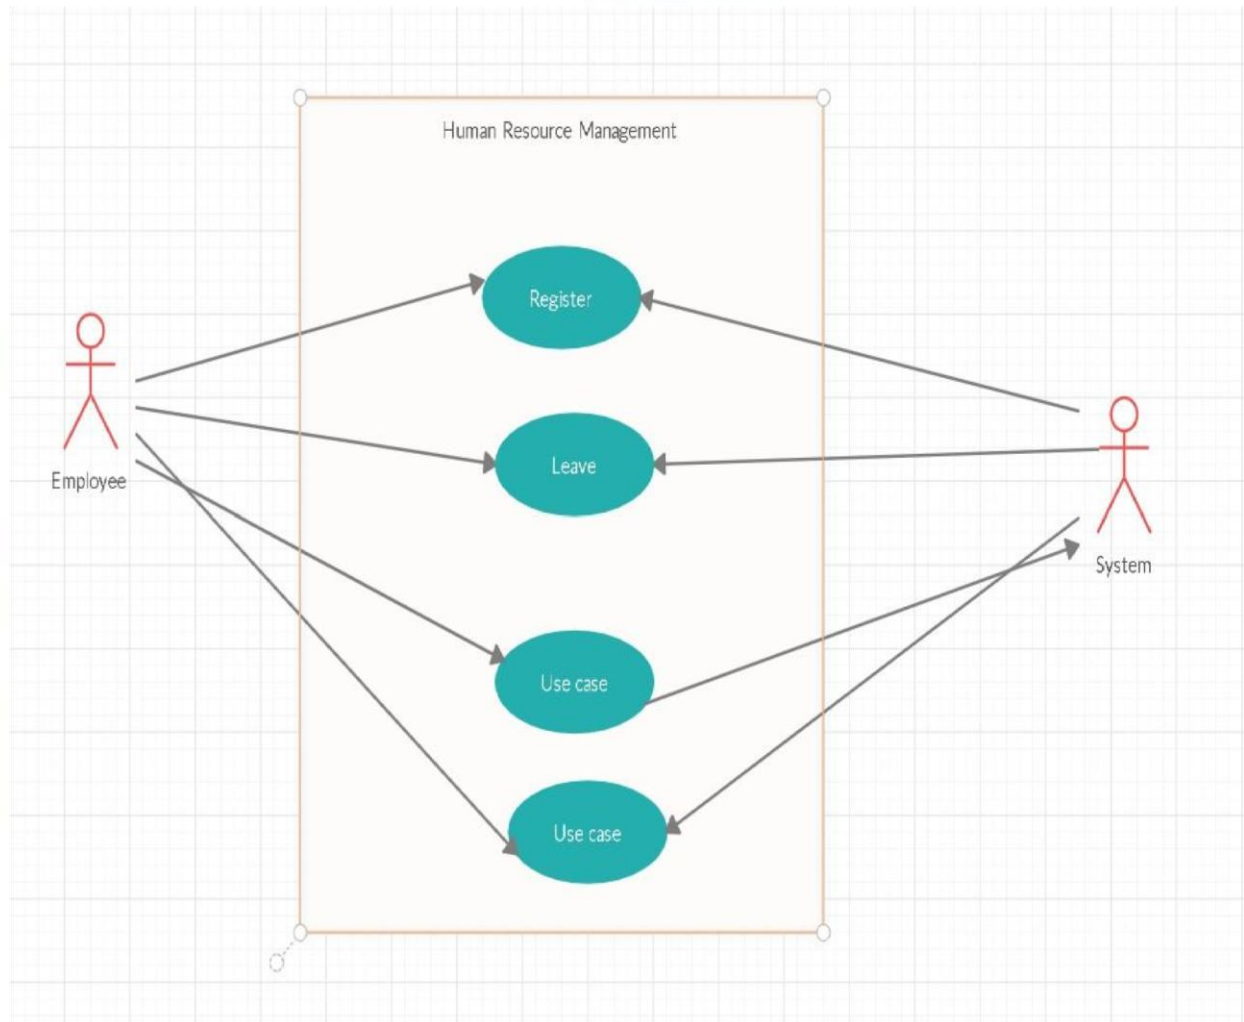 Human Resource Management
Register
Leave
Employee
System
Use case
Use case